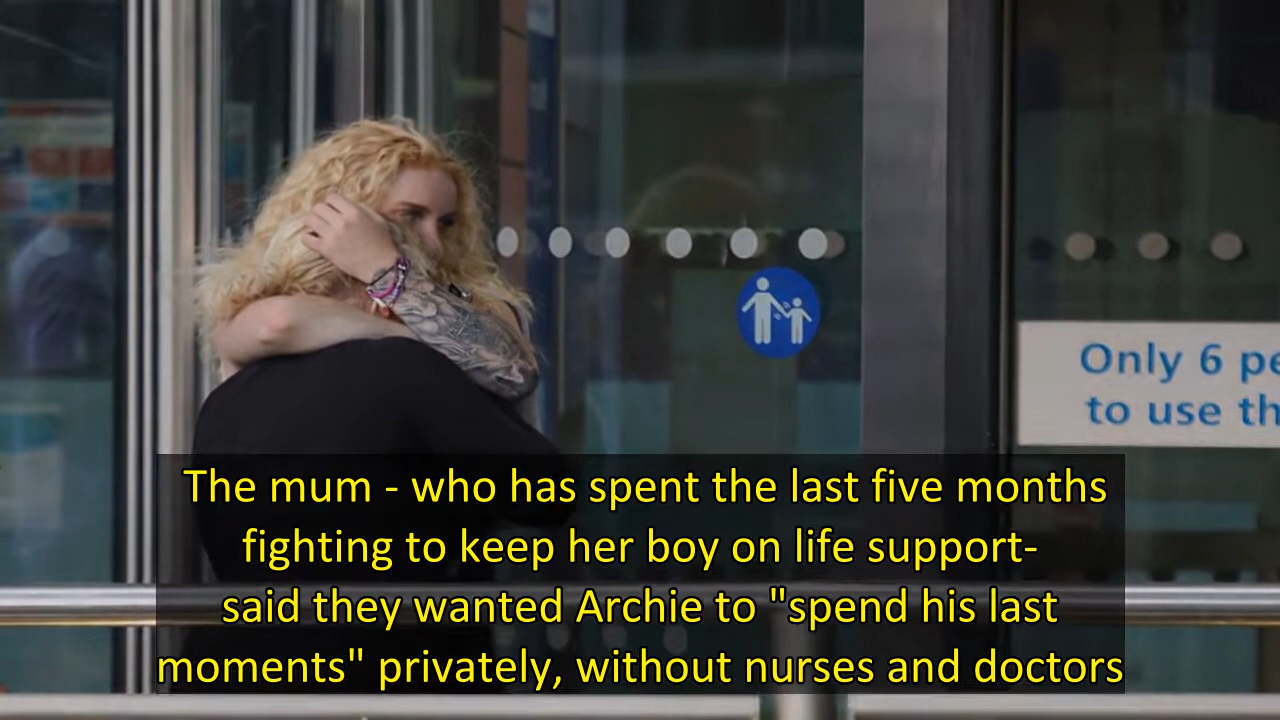 Only 6 pe
to use th
The mum - who has spent the last five months
fighting to keep her boy on life support-
said they wanted Archie to "spend his last
moments" privately, without nurses and doctors